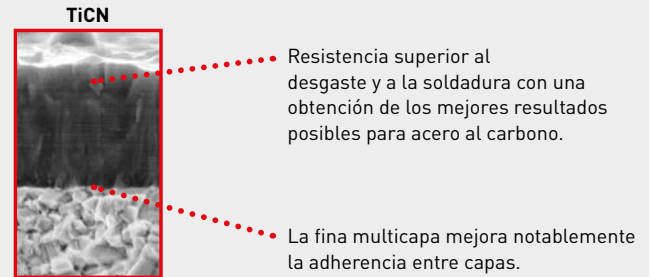 TiCN
Resistencia superior al
desgaste y a la soldadura con una
obtención de los mejores resultados
posibles para acero al carbono.
La fina multicapa mejora notablemente
la adherencia entre capas.